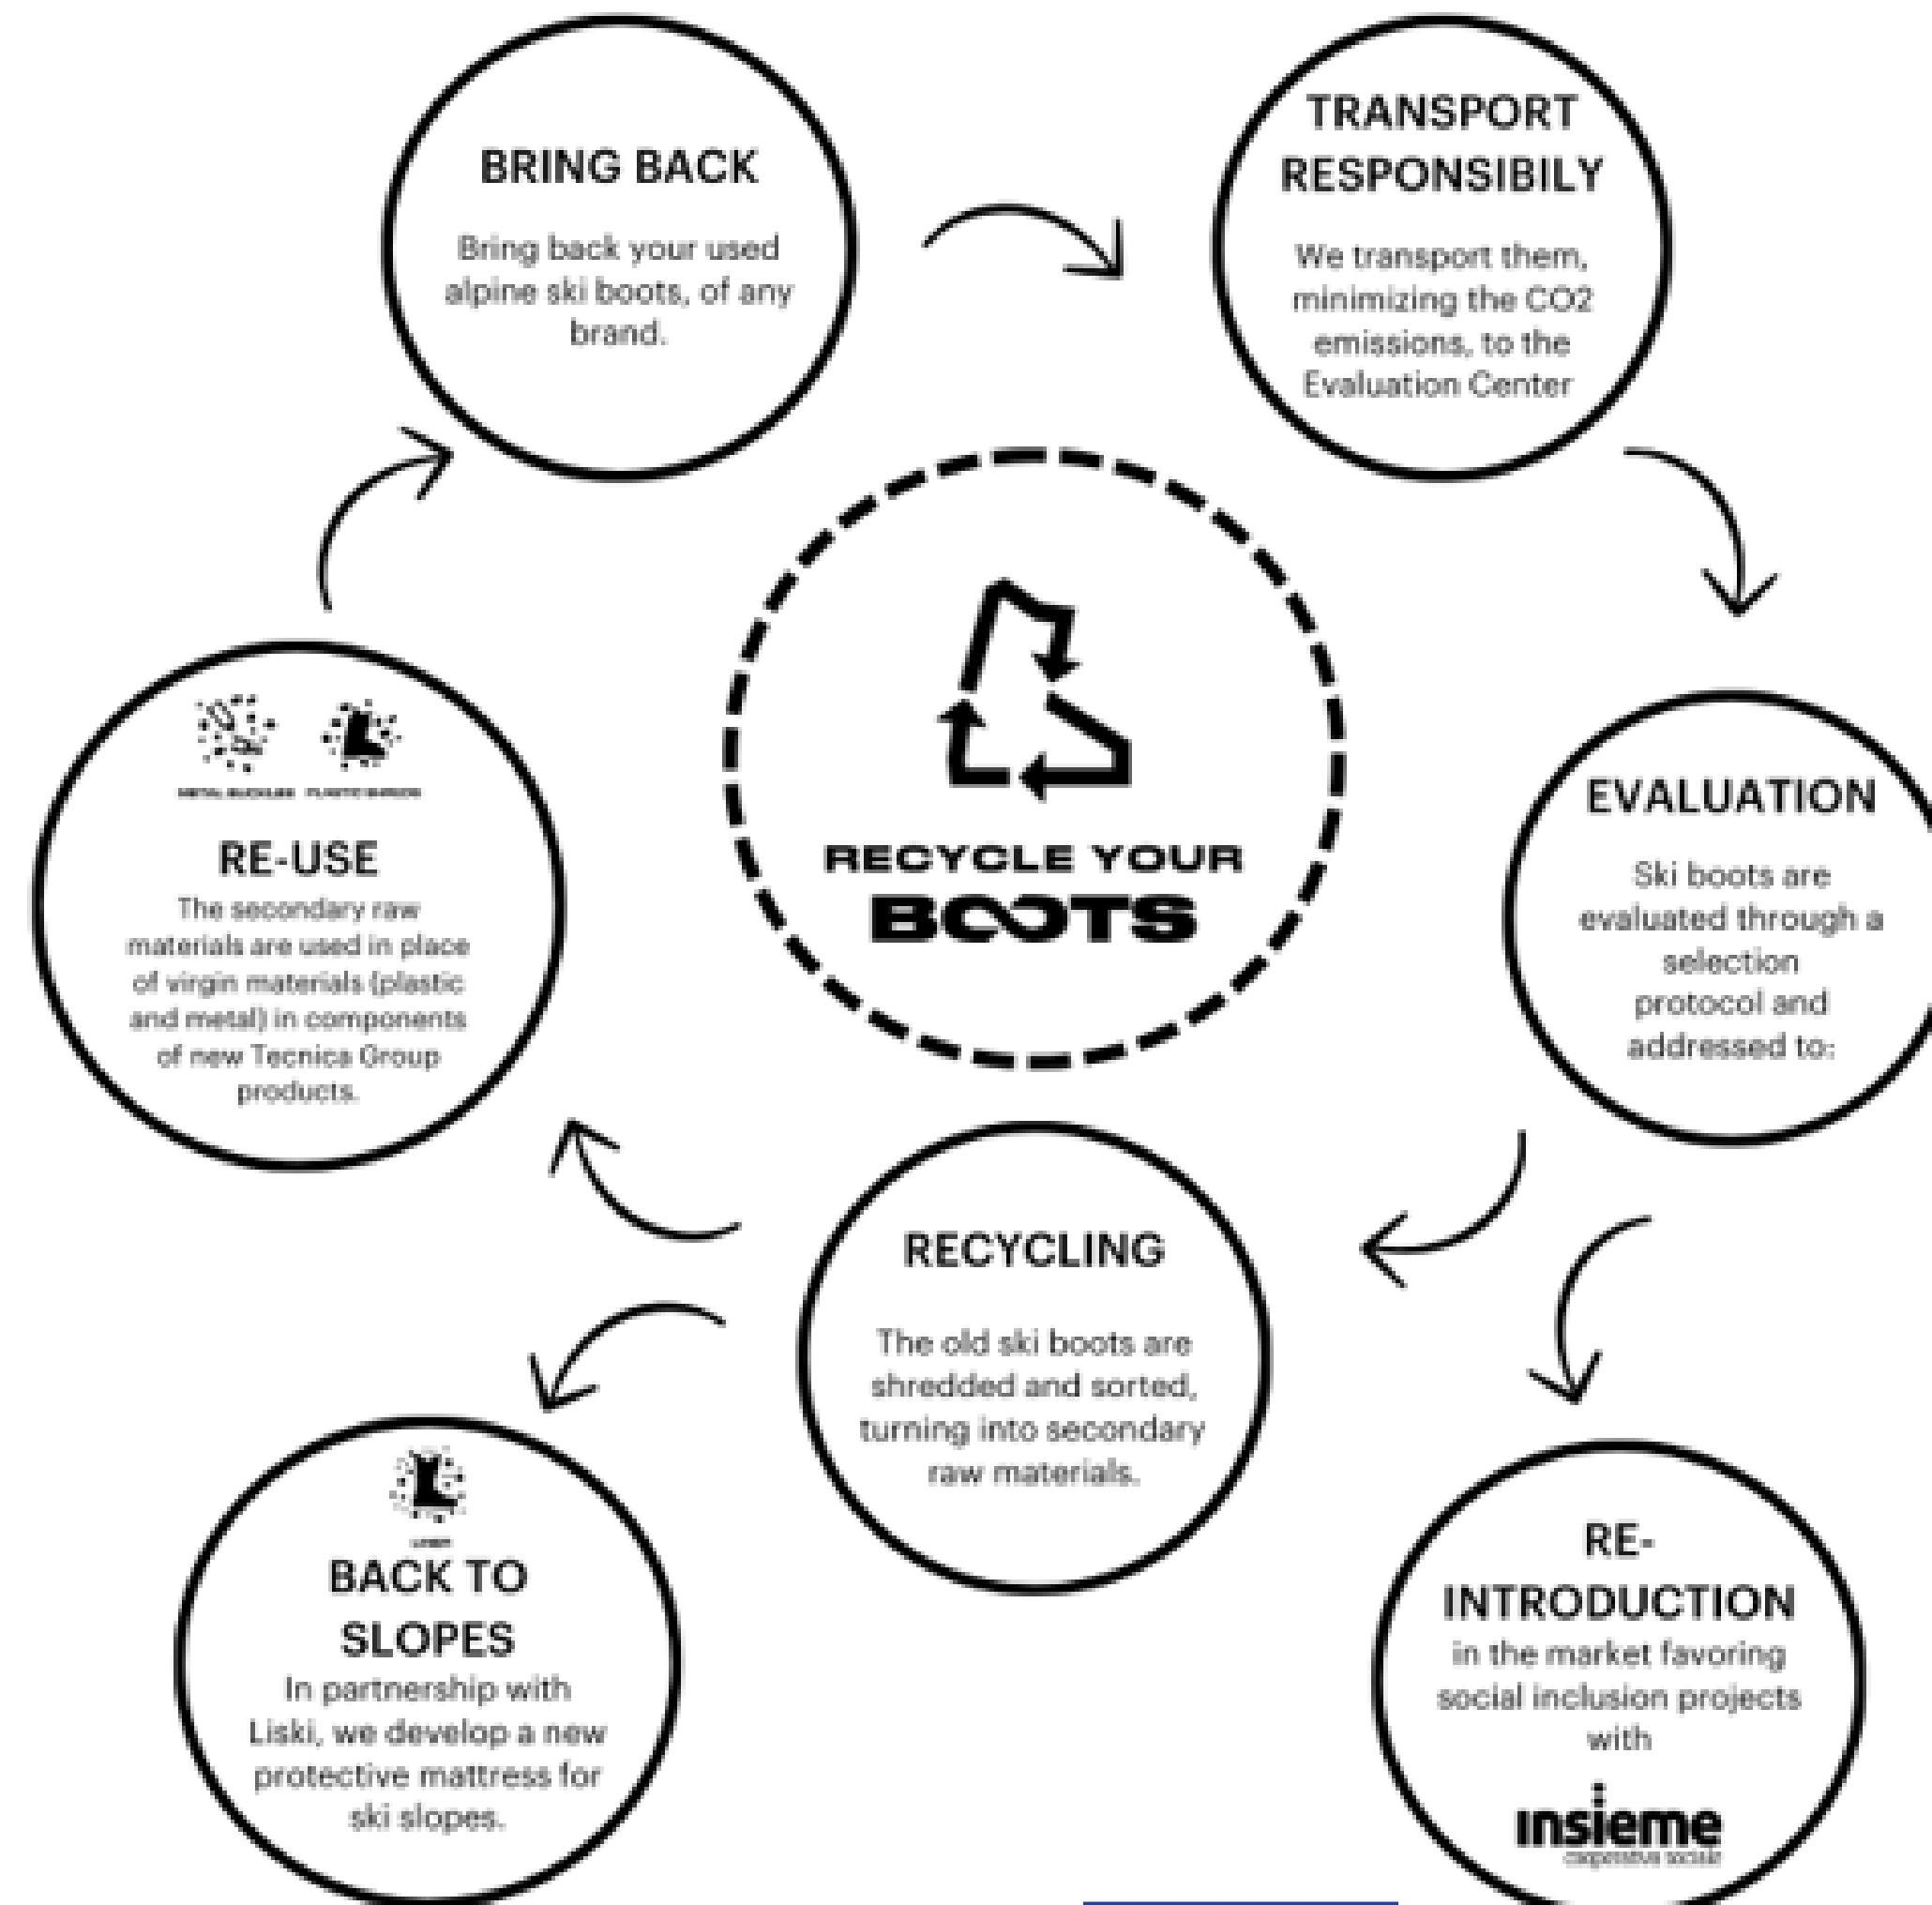 BRING BACK
Bring back your used
alpine ski boots, of any
brand.
TRANSPORT
RESPONSIBILY
We transport them,
minimizing the CO2
emissions, to the
Evaluation Center
EVALUATION
Ski boots are
evaluated through a
selection
protocol and
addressed to:
RECYCLE YOUR
BOOTS
METAL BUCKLES PLASTIC
RE-USE
The secondary raw
materials are used in place
of virgin materials (plastic
and metal) in components
of new Tecnica Group
products.
RECYCLING
The old ski boots are
shredded and sorted,
turning into secondary
raw materials.
BACK TO
SLOPES
In partnership with
Liski, we develop a new
protective mattress for
ski slopes.
RE-
INTRODUCTION
in the market favoring
social inclusion projects
with
insieme
cooperativa sociale